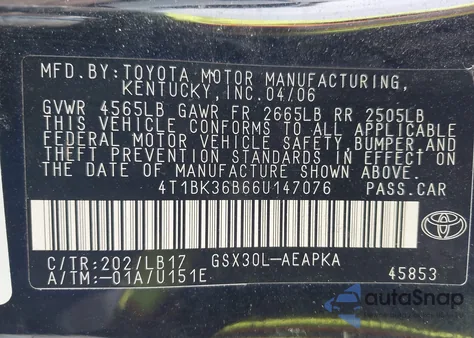 MFD.BY:TOYOTA MOTOR MANUFACTURING,
KENTUCKY,INC.04/06
GVWR 4565LB GAWR FR 2665LB RR 2505LB
THIS VEHICLE CONFORMS TO ALL APPLICABLE
FEDERAL MOTOR VEHICLE SAFETY,BUMPER,AND
THEFT PREVENTION STANDARDS IN EFFECT ON
THE DATE OF MANUFACTURE SHOWN ABOVE.
4T1BK36B66U147076 PASS.CAR
C/TR:202/LB17 GSX30L-AEAPKA
A/TM:-01A/U151E 45853
TOYOTA
autoSnap